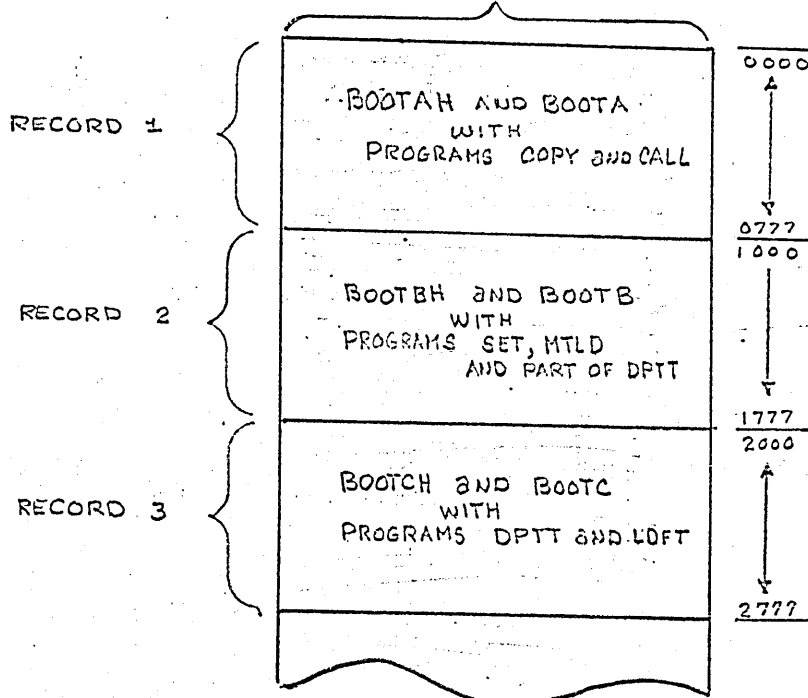 0000
RECORD 1
BOOTAH AND BOOTA
WITH
PROGRAMS COPY and CALL
0777
1000
RECORD 2
BOOTBH and BOOTB
WITH
PROGRAMS SET, MTLD
AND PART OF DPTT
1777
2000
RECORD 3
BOOTCH and BOOTC
WITH
PROGRAMS DPTT and LDFT
2777